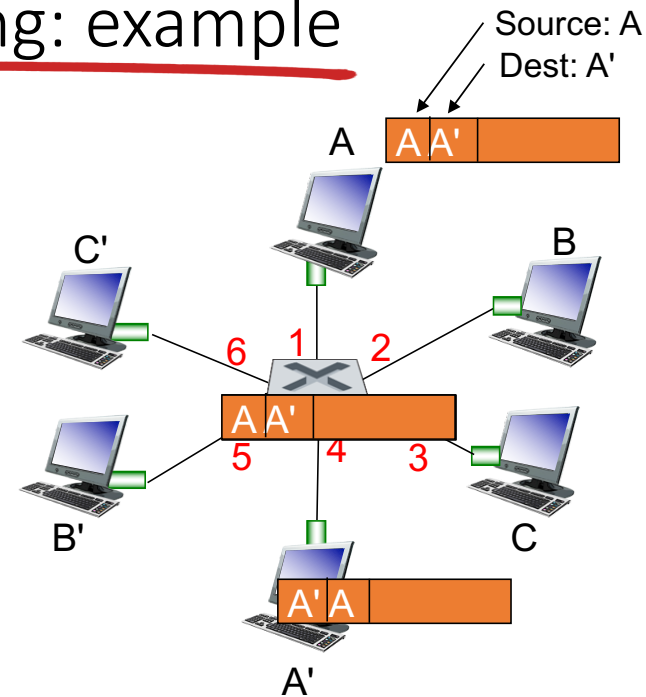 ng: example
Source: A
Dest: A'
A
A A'
C'
B
1
2
6
A A'
5
4
3
B'
C
A' A
A'